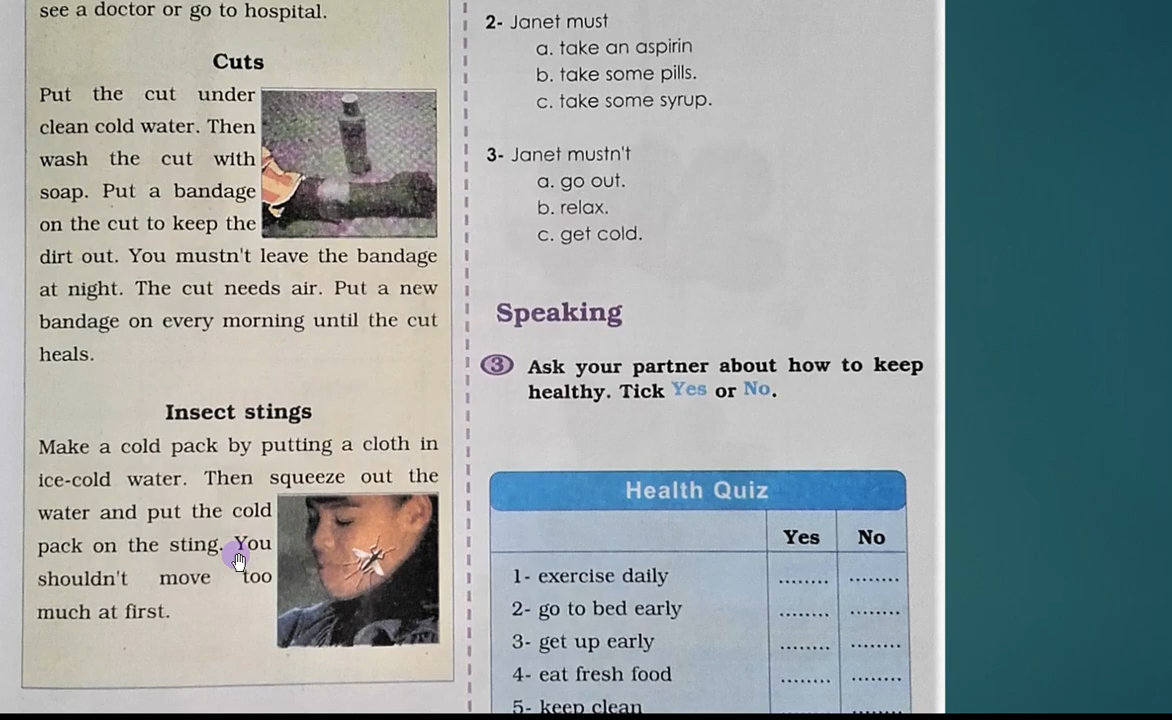 see a doctor or go to hospital.
Cuts
Put the cut under
clean cold water. Then
wash the cut with
soap. Put a bandage
on the cut to keep the
dirt out. You mustn't leave the bandage
at night. The cut needs air. Put a new
bandage on every morning until the cut
heals.
Insect stings
Make a cold pack by putting a cloth in
ice-cold water. Then squeeze out the
water and put the cold
pack on the sting. You
shouldn't move too
much at first.
2- Janet must
a. take an aspirin
b. take some pills.
c. take some syrup.
3- Janet mustn't
a. go out.
b. relax.
c. get cold.
Speaking
3 Ask your partner about how to keep
healthy. Tick Yes or No.
Health Quiz
Yes No
1- exercise daily ........ ........
2- go to bed early ........ ........
3- get up early ........ ........
4- eat fresh food ........ ........
5- keep clean ........ ........